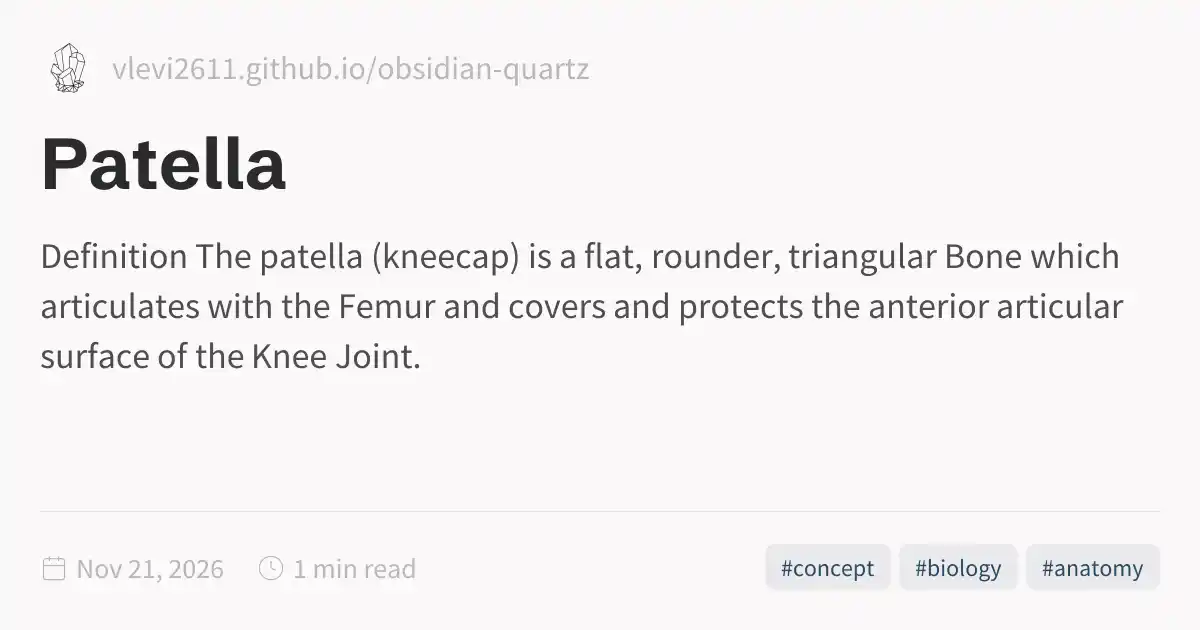 vlevi2611.github.io/obsidian-quartz
Patella
Definition The patella (kneecap) is a flat, rounder, triangular Bone which
articulates with the Femur and covers and protects the anterior articular
surface of the Knee Joint.
Nov 21, 2026
1 min read
#concept
#biology
#anatomy